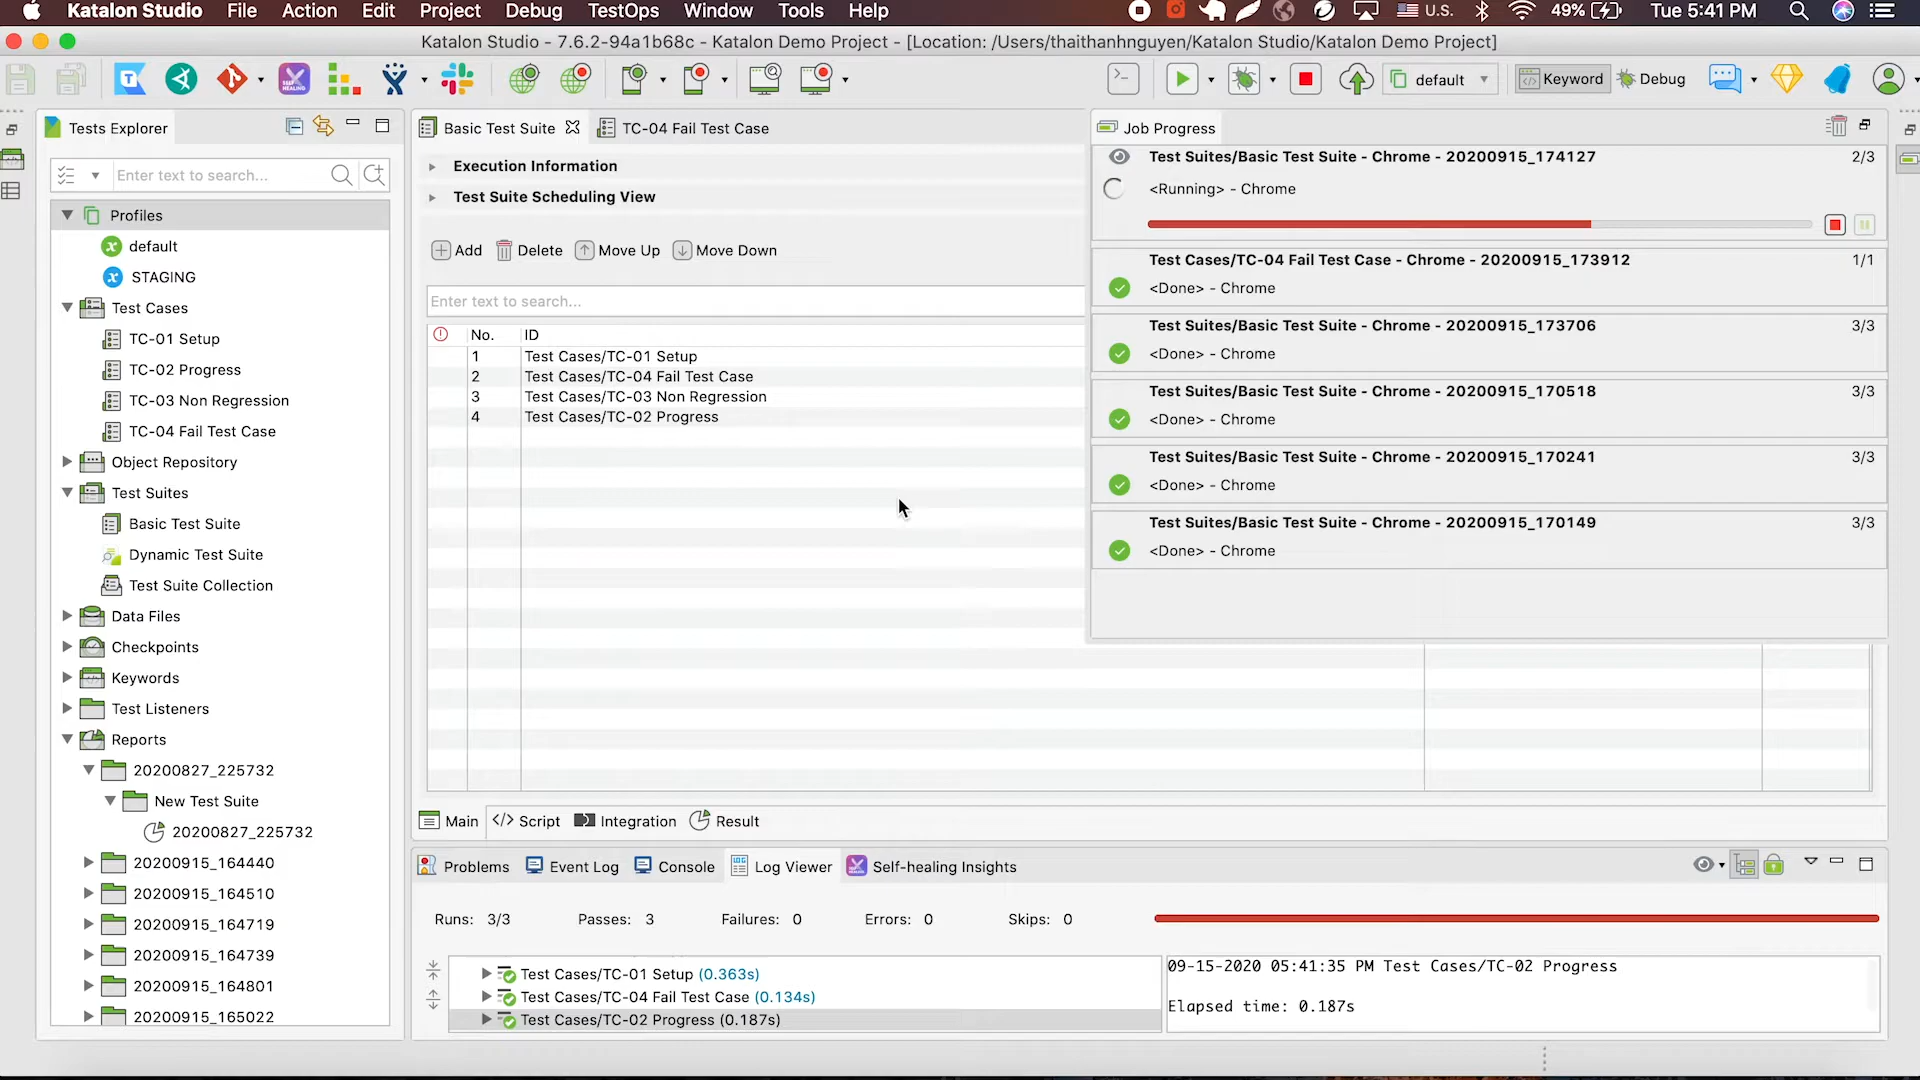 Katalon Studio File Action Edit Project Debug TestOps Window Tools Help U.S. 49% Tue 5:41 PM
Katalon Studio - 7.6.2-94a1b68c - Katalon Demo Project - [Location: /Users/thaithanhnguyen/Katalon Studio/Katalon Demo Project]
default Keyword Debug
Tests Explorer
Enter text to search...
Profiles
default
STAGING
Test Cases
TC-01 Setup
TC-02 Progress
TC-03 Non Regression
TC-04 Fail Test Case
Object Repository
Test Suites
Basic Test Suite
Dynamic Test Suite
Test Suite Collection
Data Files
Checkpoints
Keywords
Test Listeners
Reports
20200827_225732
New Test Suite
20200827_225732
20200915_164440
20200915_164510
20200915_164719
20200915_164739
20200915_164801
20200915_165022
Basic Test Suite TC-04 Fail Test Case
Execution Information
Test Suite Scheduling View
Add Delete Move Up Move Down
Enter text to search...
No. ID
1 Test Cases/TC-01 Setup
2 Test Cases/TC-04 Fail Test Case
3 Test Cases/TC-03 Non Regression
4 Test Cases/TC-02 Progress
Main Script Integration Result
Job Progress
Test Suites/Basic Test Suite - Chrome - 20200915_174127 2/3
<Running> - Chrome
Test Cases/TC-04 Fail Test Case - Chrome - 20200915_173912 1/1
<Done> - Chrome
Test Suites/Basic Test Suite - Chrome - 20200915_173706 3/3
<Done> - Chrome
Test Suites/Basic Test Suite - Chrome - 20200915_170518 3/3
<Done> - Chrome
Test Suites/Basic Test Suite - Chrome - 20200915_170241 3/3
<Done> - Chrome
Test Suites/Basic Test Suite - Chrome - 20200915_170149 3/3
<Done> - Chrome
Problems Event Log Console Log Viewer Self-healing Insights
Runs: 3/3 Passes: 3 Failures: 0 Errors: 0 Skips: 0
Test Cases/TC-01 Setup (0.363s)
Test Cases/TC-04 Fail Test Case (0.134s)
Test Cases/TC-02 Progress (0.187s)
09-15-2020 05:41:35 PM Test Cases/TC-02 Progress
Elapsed time: 0.187s